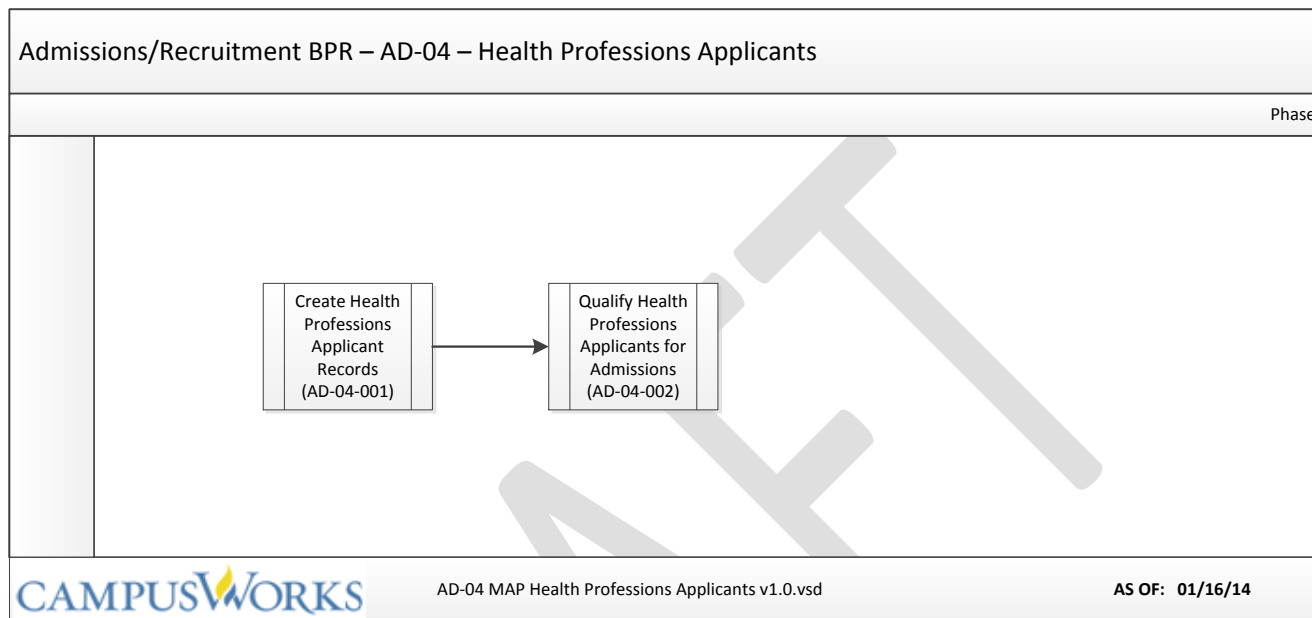 Admissions/Recruitment BPR – AD-04 – Health Professions Applicants
Phase
Create Health
Professions
Applicant
Records
(AD-04-001)
Qualify Health
Professions
Applicants for
Admissions
(AD-04-002)
AFT
CAMPUSWORKS
AD-04 MAP Health Professions Applicants v1.0.vsd
AS OF: 01/16/14